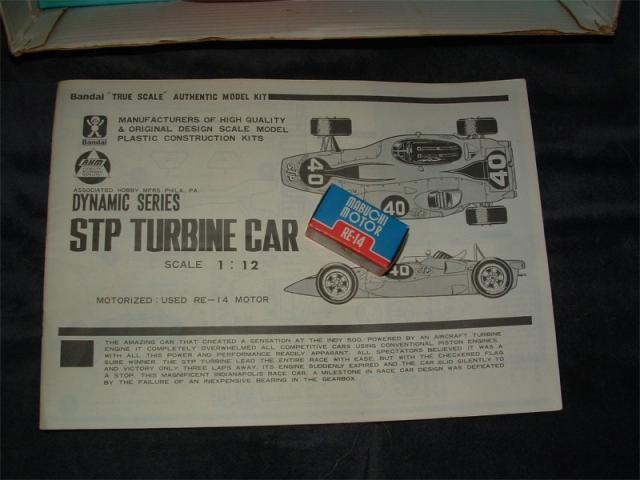 Bandai "TRUE SCALE" AUTHENTIC MODEL KIT
MANUFACTURERS OF HIGH QUALITY
& ORIGINAL DESIGN SCALE MODEL
PLASTIC CONSTRUCTION KITS
Bandai
AHM
ASSOCIATED HOBBY MFRS PHILA, PA.
DYNAMIC SERIES
STP TURBINE CAR
SCALE 1:12
MOTORIZED: USED RE-14 MOTOR
40
STP
40
40
MABUCHI
MOTOR
RE-14
40
STP
THE AMAZING CAR THAT CREATED A SENSATION AT THE INDY 500. POWERED BY AN AIRCRAFT TURBINE
ENGINE IT COMPLETELY OVERWHELMED ALL COMPETITIVE CARS USING CONVENTIONAL PISTON ENGINES.
WITH ALL THIS POWER AND PERFORMANCE READILY APPARANT, ALL SPECTATORS BELIEVED IT WAS A
SURE WINNER. THE STP TURBINE LEAD THE ENTIRE RACE WITH EASE. BUT WITH THE CHECKERED FLAG
AND VICTORY ONLY THREE LAPS AWAY, ITS ENGINE SUDDENLY EXPIRED AND THE CAR SLID SILENTLY TO
A STOP. THIS MAGNIFICENT INDIANAPOLIS RACE CAR, A MILESTONE IN RACE CAR DESIGN WAS DEFEATED
BY THE FAILURE OF AN INEXPENSIVE BEARING IN THE GEARBOX.